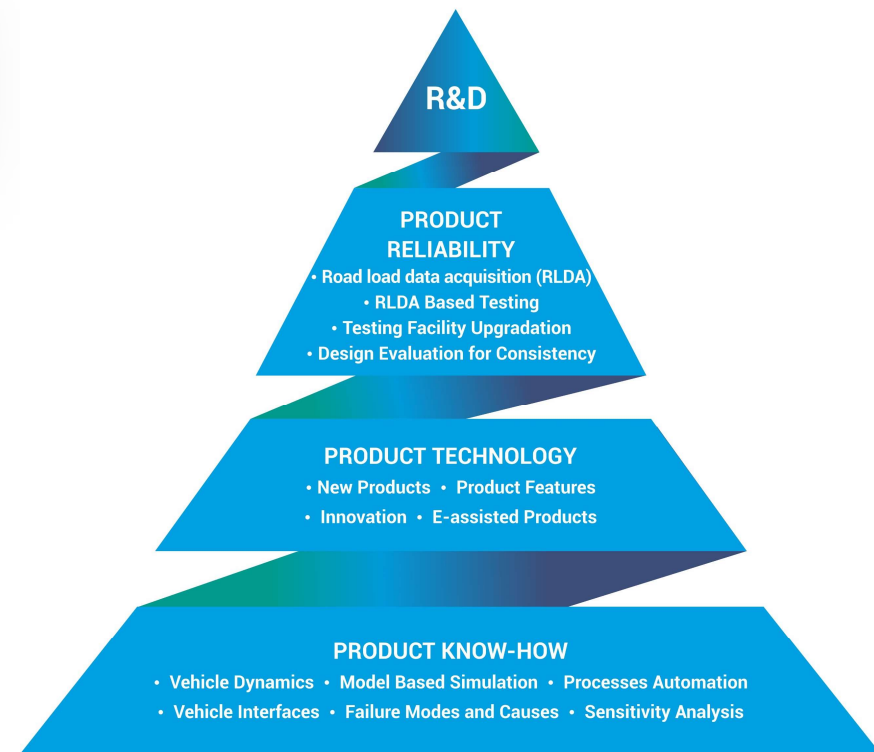 R&D
PRODUCT
RELIABILITY
• Road load data acquisition (RLDA)
• RLDA Based Testing
• Testing Facility Upgradation
• Design Evaluation for Consistency
PRODUCT TECHNOLOGY
• New Products • Product Features
• Innovation • E-assisted Products
PRODUCT KNOW-HOW
• Vehicle Dynamics • Model Based Simulation • Processes Automation
• Vehicle Interfaces • Failure Modes and Causes • Sensitivity Analysis